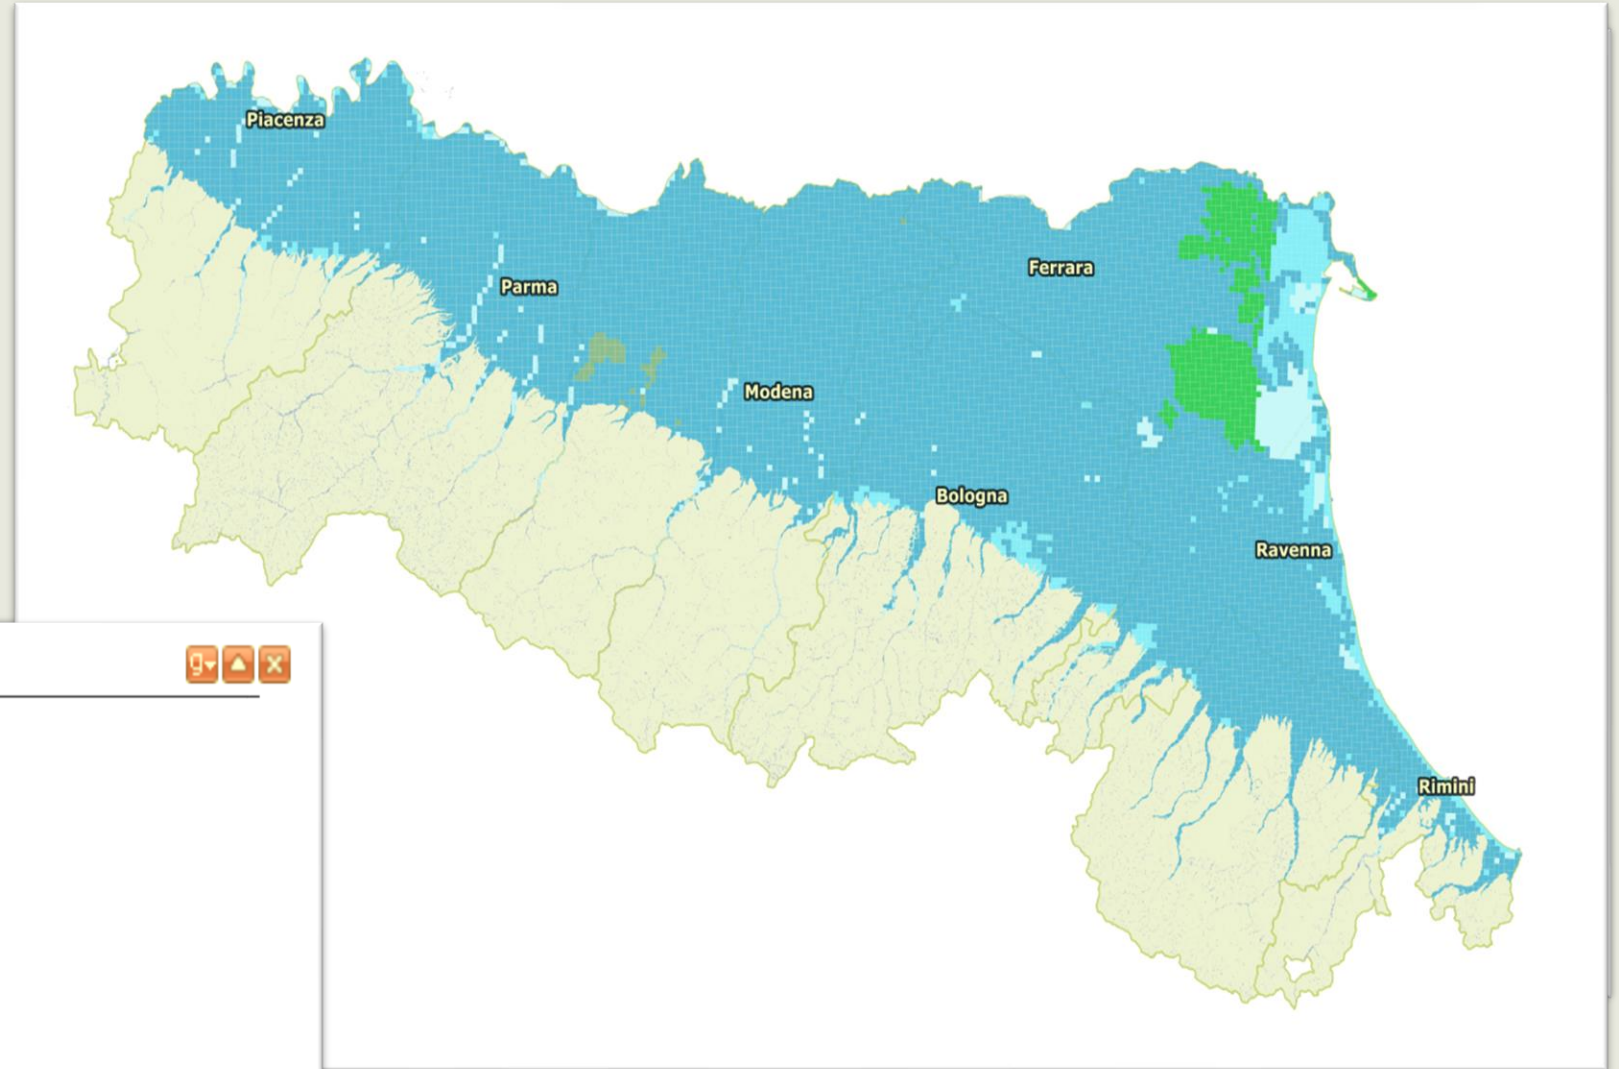 Piacenza
Parma
Ferrara
Modena
Bologna
Ravenna
Rimini
g